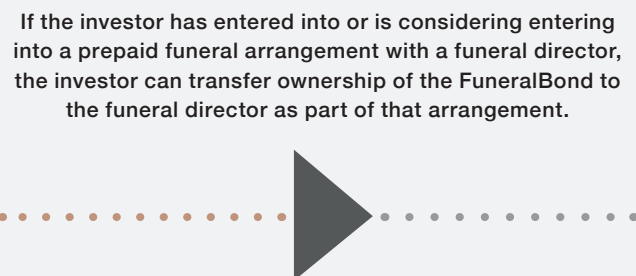 If the investor has entered into or is considering entering
into a prepaid funeral arrangement with a funeral director,
the investor can transfer ownership of the FuneralBond to
the funeral director as part of that arrangement.